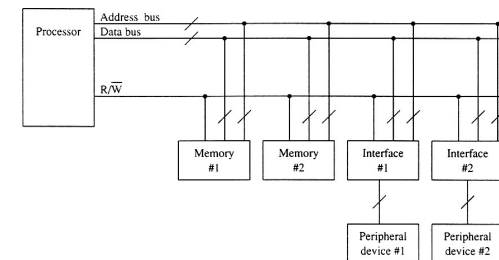 Processor
Address bus
Data bus
R/W̅
Memory
#1
Memory
#2
Interface
#1
Interface
#2
Peripheral
device #1
Peripheral
device #2